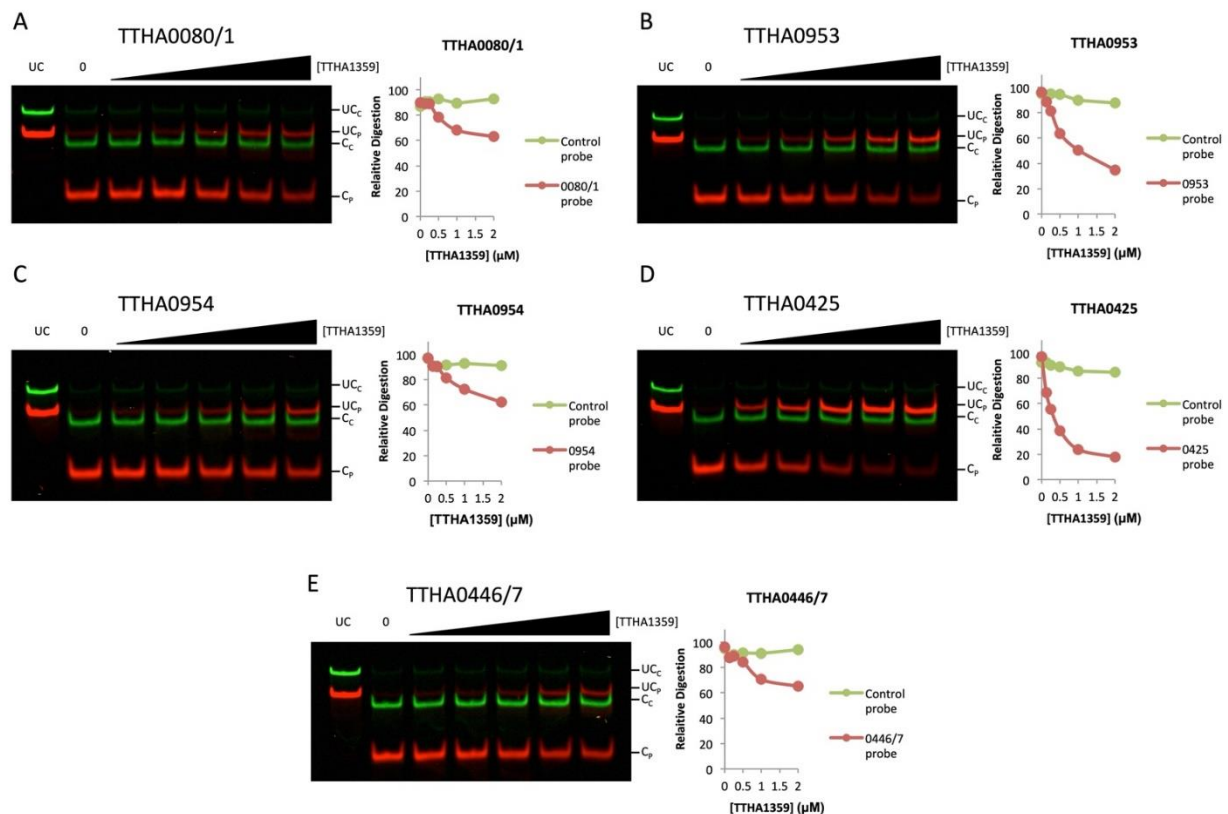 A
TTHA0080/1
UC 0 [TTHA1359]
UCC
UCP
CC
CP
TTHA0080/1
Relaitive Digestion
100
80
60
40
20
0
0 0.5 1 1.5 2
[TTHA1359] (µM)
Control
probe
0080/1
probe
B
TTHA0953
UC 0 [TTHA1359]
UCC
UCP
CC
CP
TTHA0953
Relaitive Digestion
100
80
60
40
20
0
0 0.5 1 1.5 2
[TTHA1359] (µM)
Control
probe
0953
probe
C
TTHA0954
UC 0 [TTHA1359]
UCC
UCP
CC
CP
TTHA0954
Relaitive Digestion
100
80
60
40
20
0
0 0.5 1 1.5 2
[TTHA1359] (µM)
Control
probe
0954
probe
D
TTHA0425
UC 0 [TTHA1359]
UCC
UCP
CC
CP
TTHA0425
Relaitive Digestion
100
80
60
40
20
0
0 0.5 1 1.5 2
[TTHA1359] (µM)
Control
probe
0425
probe
E
TTHA0446/7
UC 0 [TTHA1359]
UCC
UCP
CC
CP
TTHA0446/7
Relaitive Digestion
100
80
60
40
20
0
0 0.5 1 1.5 2
[TTHA1359] (µM)
Control
probe
0446/7
probe